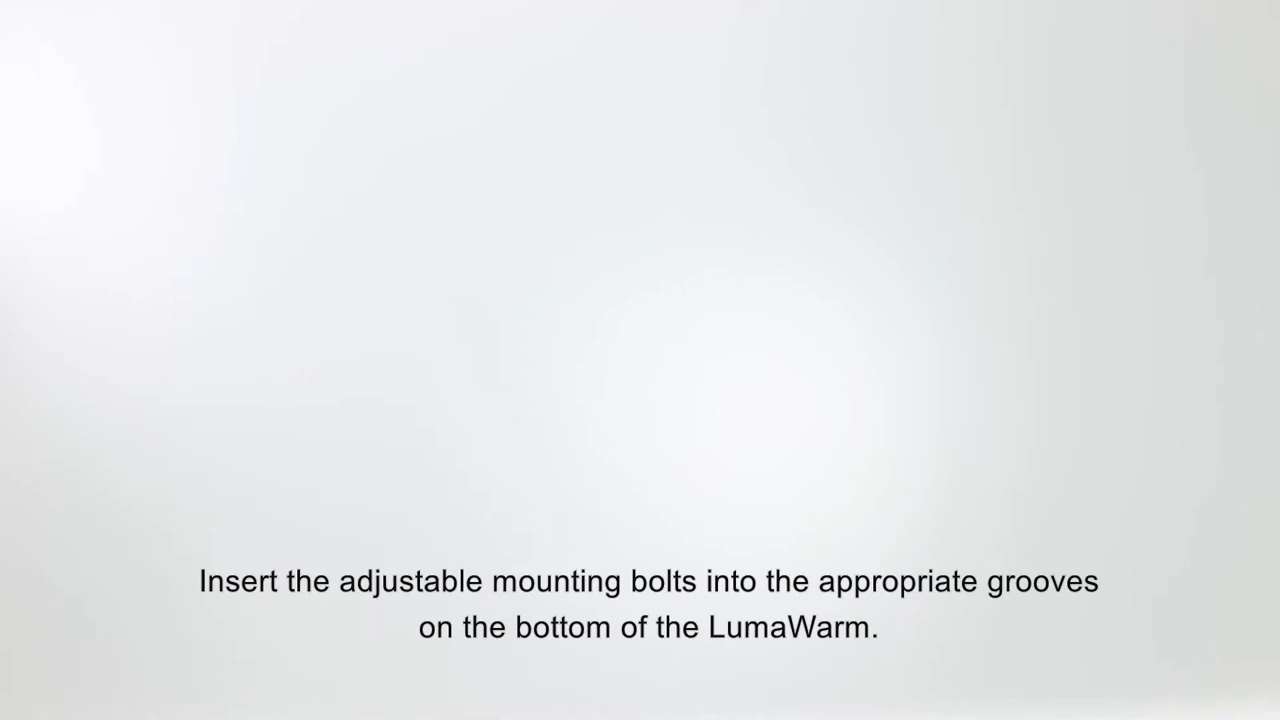 Insert the adjustable mounting bolts into the appropriate grooves
on the bottom of the LumaWarm.